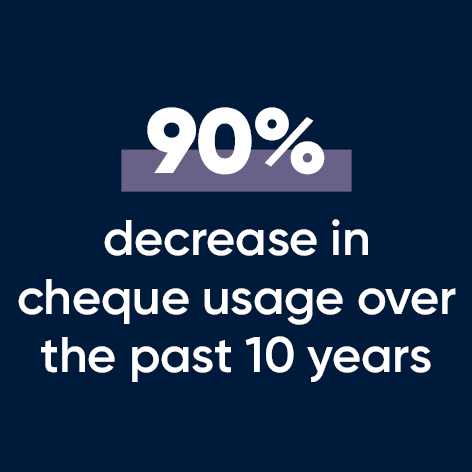 90%
decrease in
cheque usage over
the past 10 years